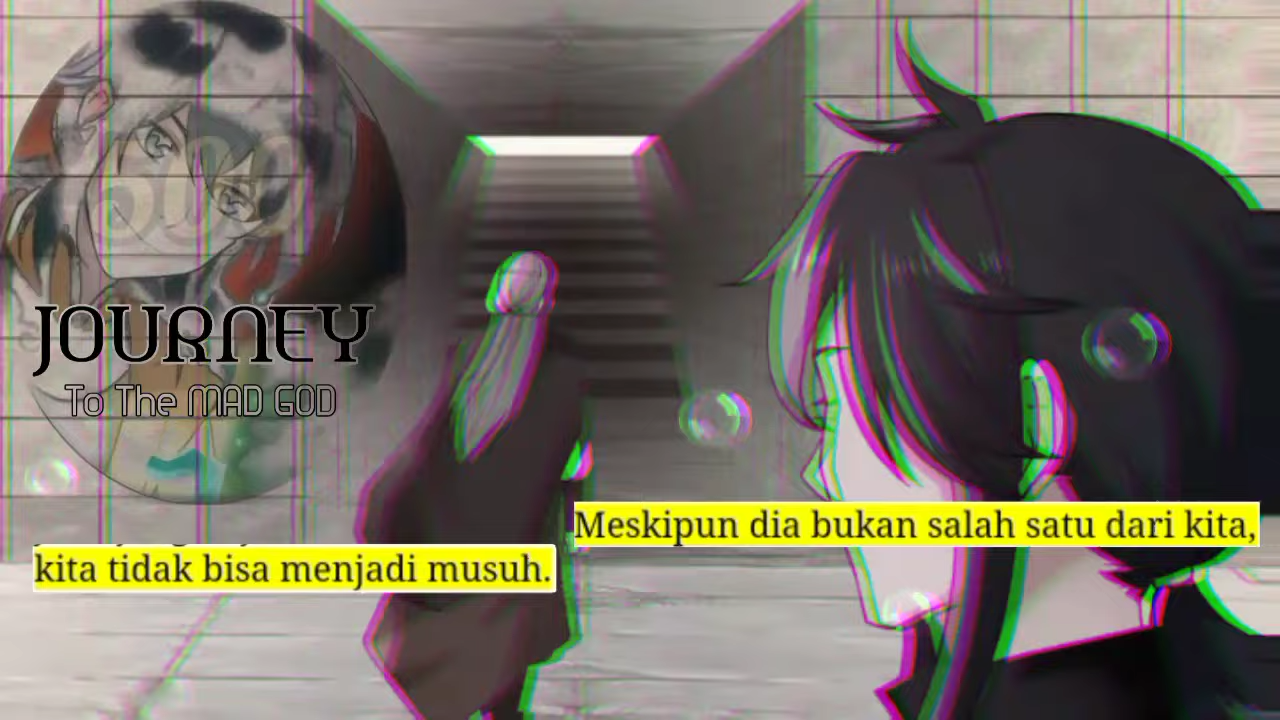 JOURNEY
To The MAD GOD
Meskipun dia bukan salah satu dari kita,
kita tidak bisa menjadi musuh.